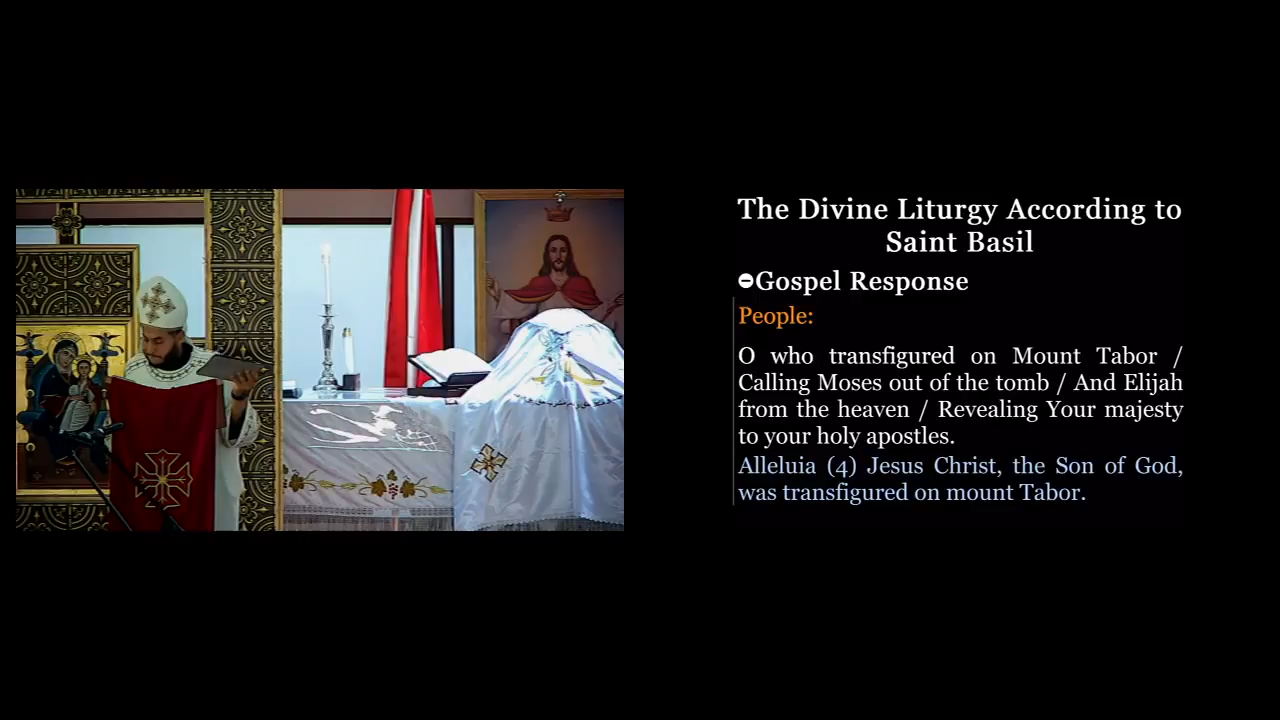 The Divine Liturgy According to
Saint Basil
Gospel Response
People:
O who transfigured on Mount Tabor /
Calling Moses out of the tomb / And Elijah
from the heaven / Revealing Your majesty
to your holy apostles.
Alleluia (4) Jesus Christ, the Son of God,
was transfigured on mount Tabor.